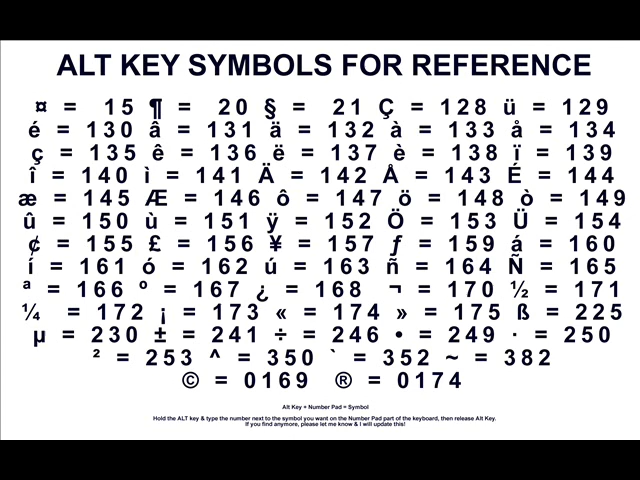 ALT KEY SYMBOLS FOR REFERENCE
¤ = 15 ¶ = 20 § = 21 Ç = 128 ü = 129
é = 130 â = 131 ä = 132 à = 133 å = 134
ç = 135 ê = 136 ë = 137 è = 138 ï = 139
î = 140 ì = 141 Ä = 142 Å = 143 É = 144
æ = 145 Æ = 146 ô = 147 ö = 148 ò = 149
û = 150 ù = 151 ÿ = 152 Ö = 153 Ü = 154
¢ = 155 £ = 156 ¥ = 157 ƒ = 159 á = 160
í = 161 ó = 162 ú = 163 ñ = 164 Ñ = 165
ª = 166 º = 167 ¿ = 168 ¬ = 170 ½ = 171
¼ = 172 ¡ = 173 « = 174 » = 175 ß = 225
µ = 230 ± = 241 ÷ = 246 • = 249 · = 250
² = 253 ^ = 350 ` = 352 ~ = 382
© = 0169 ® = 0174
Alt Key + Number Pad = Symbol
Hold the ALT key & type the number next to the symbol you want on the Number Pad part of the keyboard, then release Alt Key.
If you find anymore, please let me know & I will update this!